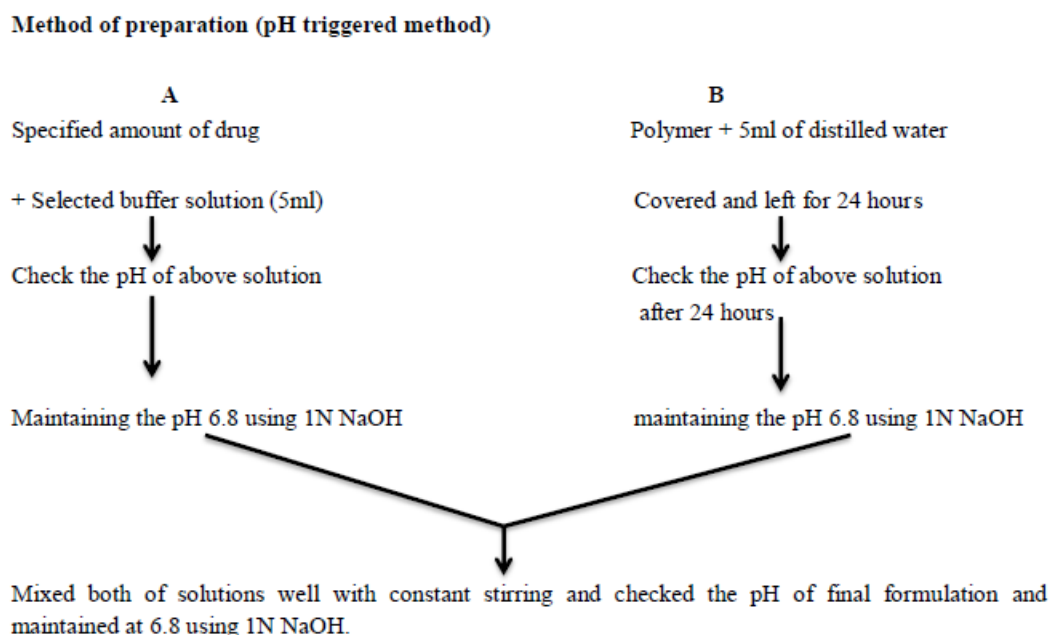 Method of preparation (pH triggered method)
A
Specified amount of drug
+ Selected buffer solution (5ml)
Check the pH of above solution
Maintaining the pH 6.8 using 1N NaOH
B
Polymer + 5ml of distilled water
Covered and left for 24 hours
Check the pH of above solution
after 24 hours
maintaining the pH 6.8 using 1N NaOH
Mixed both of solutions well with constant stirring and checked the pH of final formulation and
maintained at 6.8 using 1N NaOH.